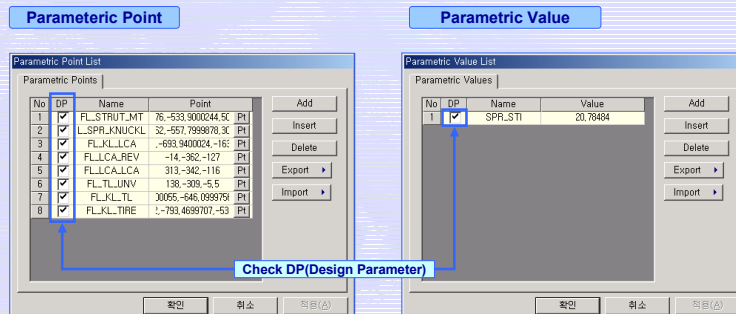 Parameteric Point
Parametric Value
Parametric Point List
Parametric Points
No DP Name Point
1 FL_STRUT_MT 76,-533,9000244,50 Pt
2 L_SPR_KNUCKL 52,-557,7999878,30 Pt
3 FL_KL_LCA ,-693,9400024,-163 Pt
4 FL_LCA_REV -14,-362,-127 Pt
5 FL_LCA_LCA 313,-342,-116 Pt
6 FL_TL_UNV 138,-309,-5,5 Pt
7 FL_KL_TL 00055,-646,0999756 Pt
8 FL_KL_TIRE ,-793,4699707,-53 Pt
Add
Insert
Delete
Export
Import
확인 취소 적용(A)
Parametric Value List
Parametric Values
No DP Name Value
1 SPR_STI 20,78484
Add
Insert
Delete
Export
Import
확인 취소 적용(A)
Check DP(Design Parameter)